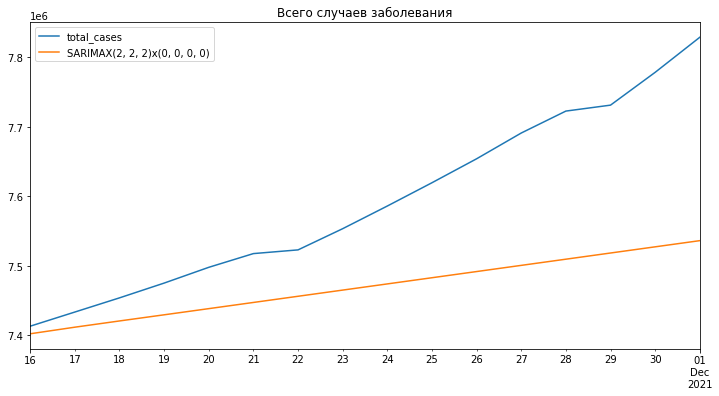 Всего случаев заболевания
1e6
total_cases
SARIMAX(2, 2, 2)x(0, 0, 0, 0)
7.8
7.7
7.6
7.5
7.4
16 17 18 19 20 21 22 23 24 25 26 27 28 29 30 01
Dec
2021